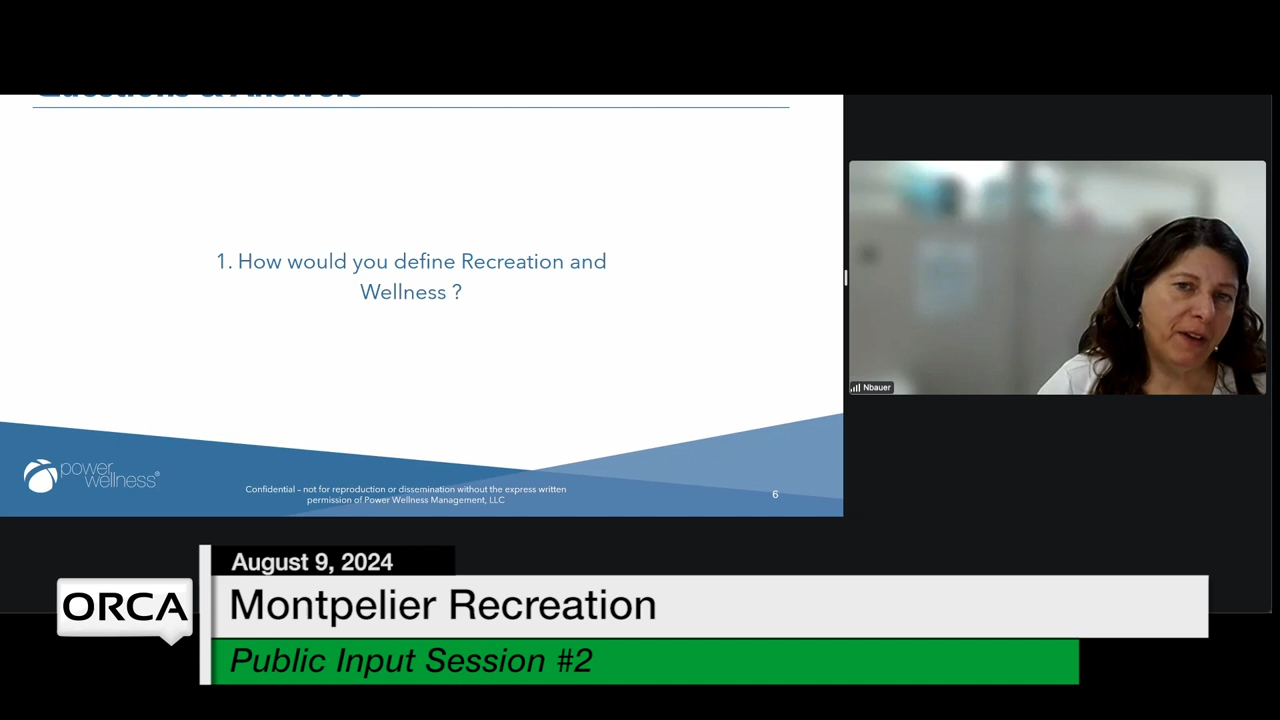 Questions & Answers
1. How would you define Recreation and
Wellness ?
Nbauer
power
wellness®
Confidential – not for reproduction or dissemination without the express written
permission of Power Wellness Management, LLC
6
August 9, 2024
ORCA
Montpelier Recreation
Public Input Session #2